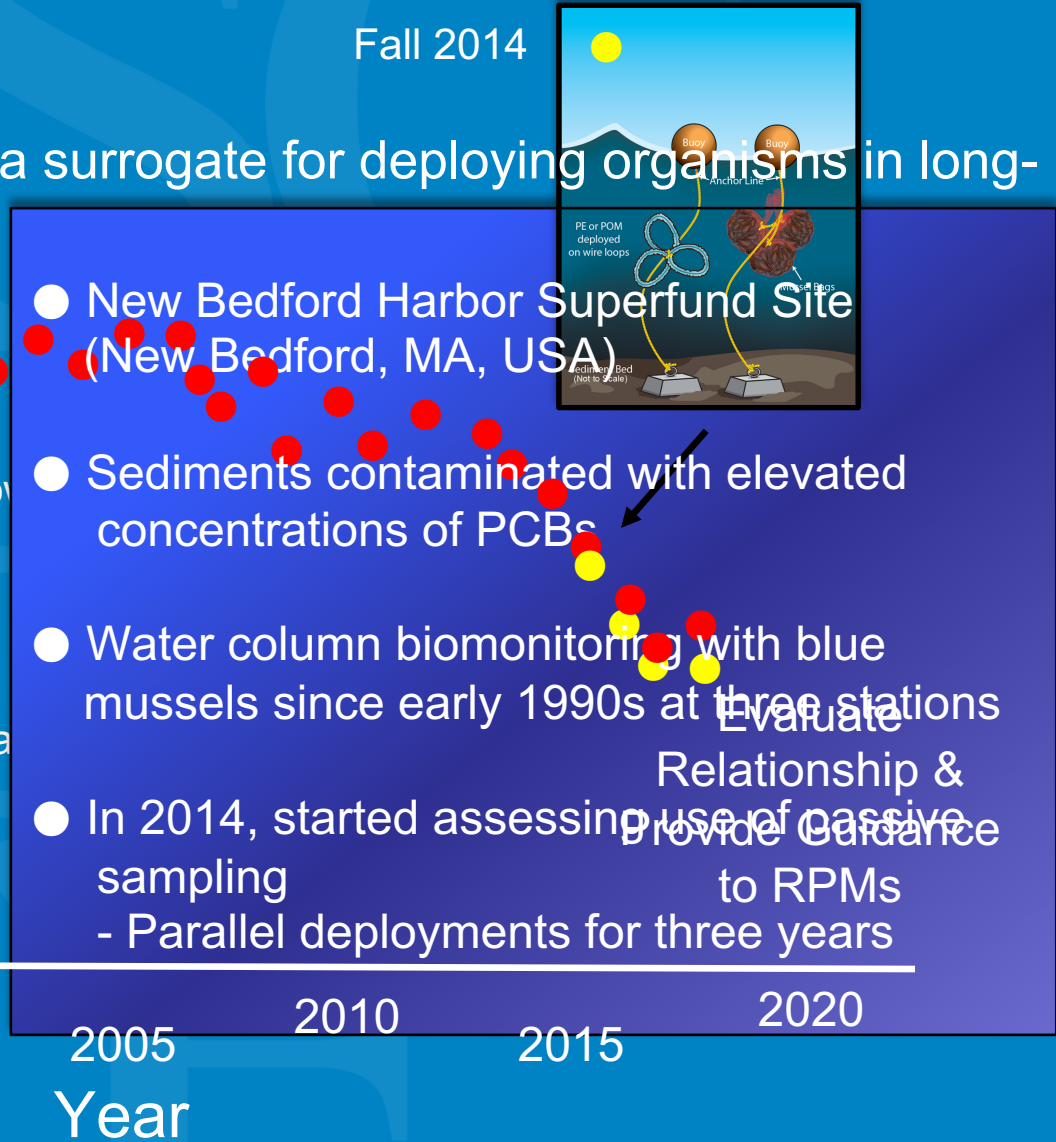 Fall 2014
Buoy Buoy
a surrogate for deploying organisms in long-
Anchor Line
PE or POM
deployed
on wire loops
Mussel Bags
● New Bedford Harbor Superfund Site
(New Bedford, MA, USA)
Sediment Bed
(Not to Scale)
● Sediments contaminated with elevated
concentrations of PCBs
● Water column biomonitoring with blue
mussels since early 1990s at three stations
Evaluate
Relationship &
Provide Guidance
to RPMs
● In 2014, started assessing use of passive
sampling
- Parallel deployments for three years
2005 2010 2015 2020
Year